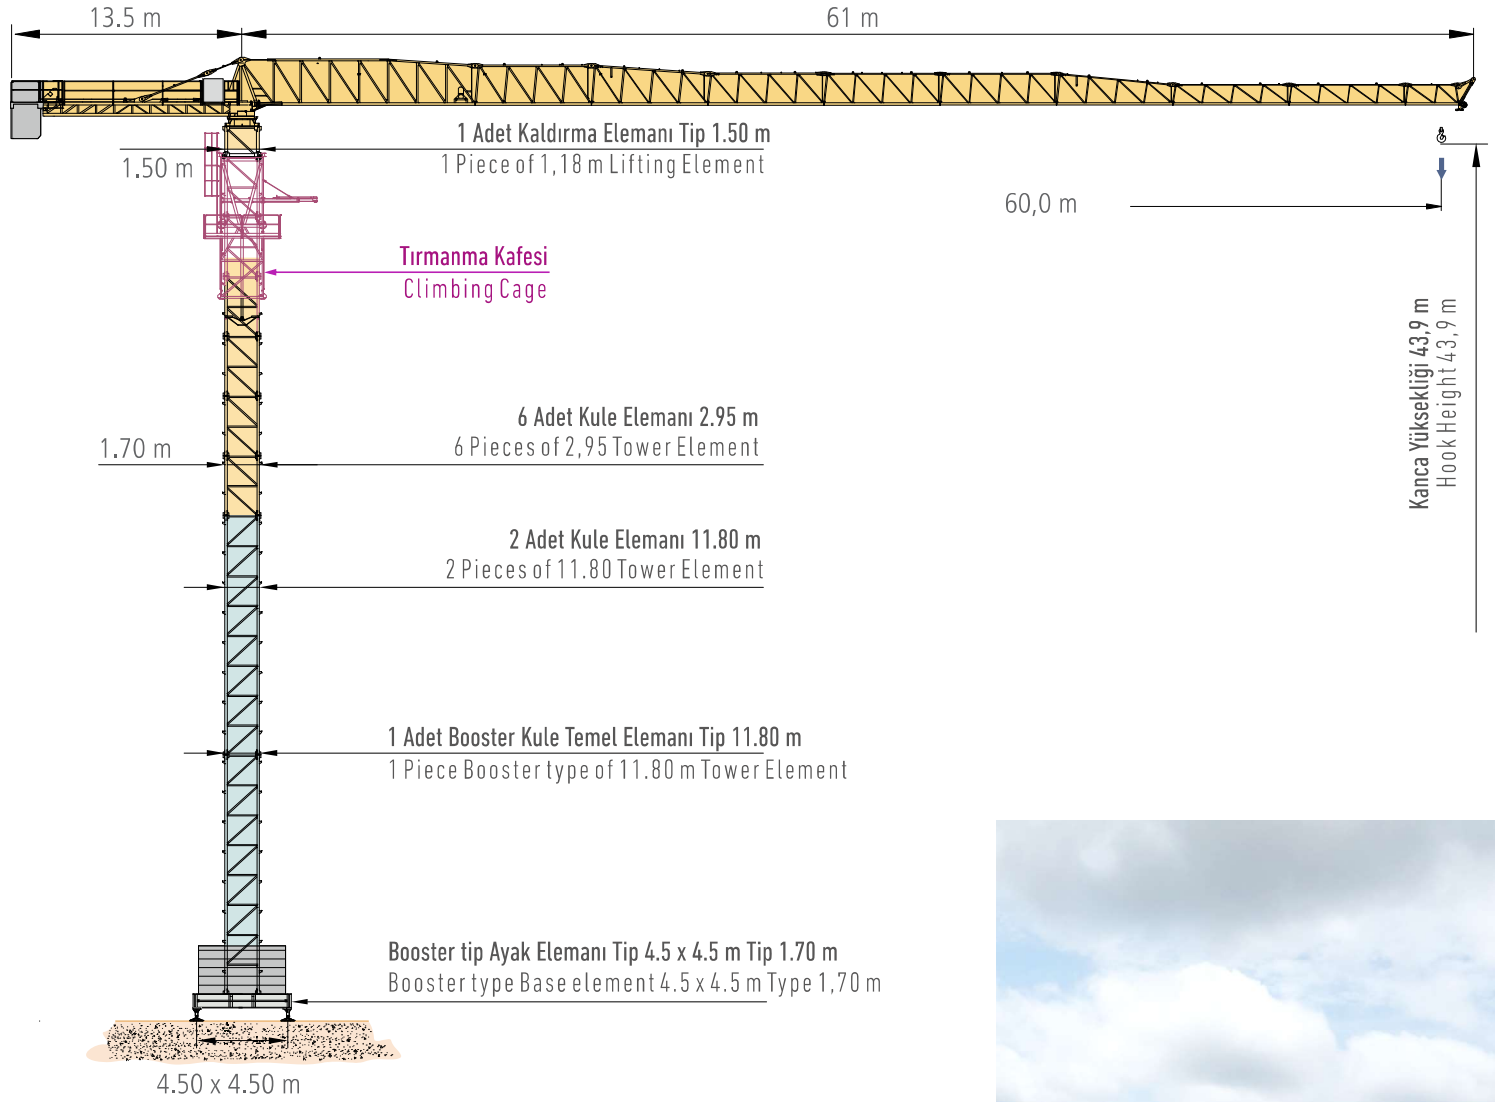 13.5 m
61 m
1 Adet Kaldırma Elemanı Tip 1.50 m
1 Piece of 1,18 m Lifting Element
1.50 m
60,0 m
Tırmanma Kafesi
Climbing Cage
Kanca Yüksekliği 43,9 m
Hook Height 43,9 m
6 Adet Kule Elemanı 2.95 m
6 Pieces of 2,95 Tower Element
1.70 m
2 Adet Kule Elemanı 11.80 m
2 Pieces of 11.80 Tower Element
1 Adet Booster Kule Temel Elemanı Tip 11.80 m
1 Piece Booster type of 11.80 m Tower Element
Booster tip Ayak Elemanı Tip 4.5 x 4.5 m Tip 1.70 m
Booster type Base element 4.5 x 4.5 m Type 1,70 m
4.50 x 4.50 m